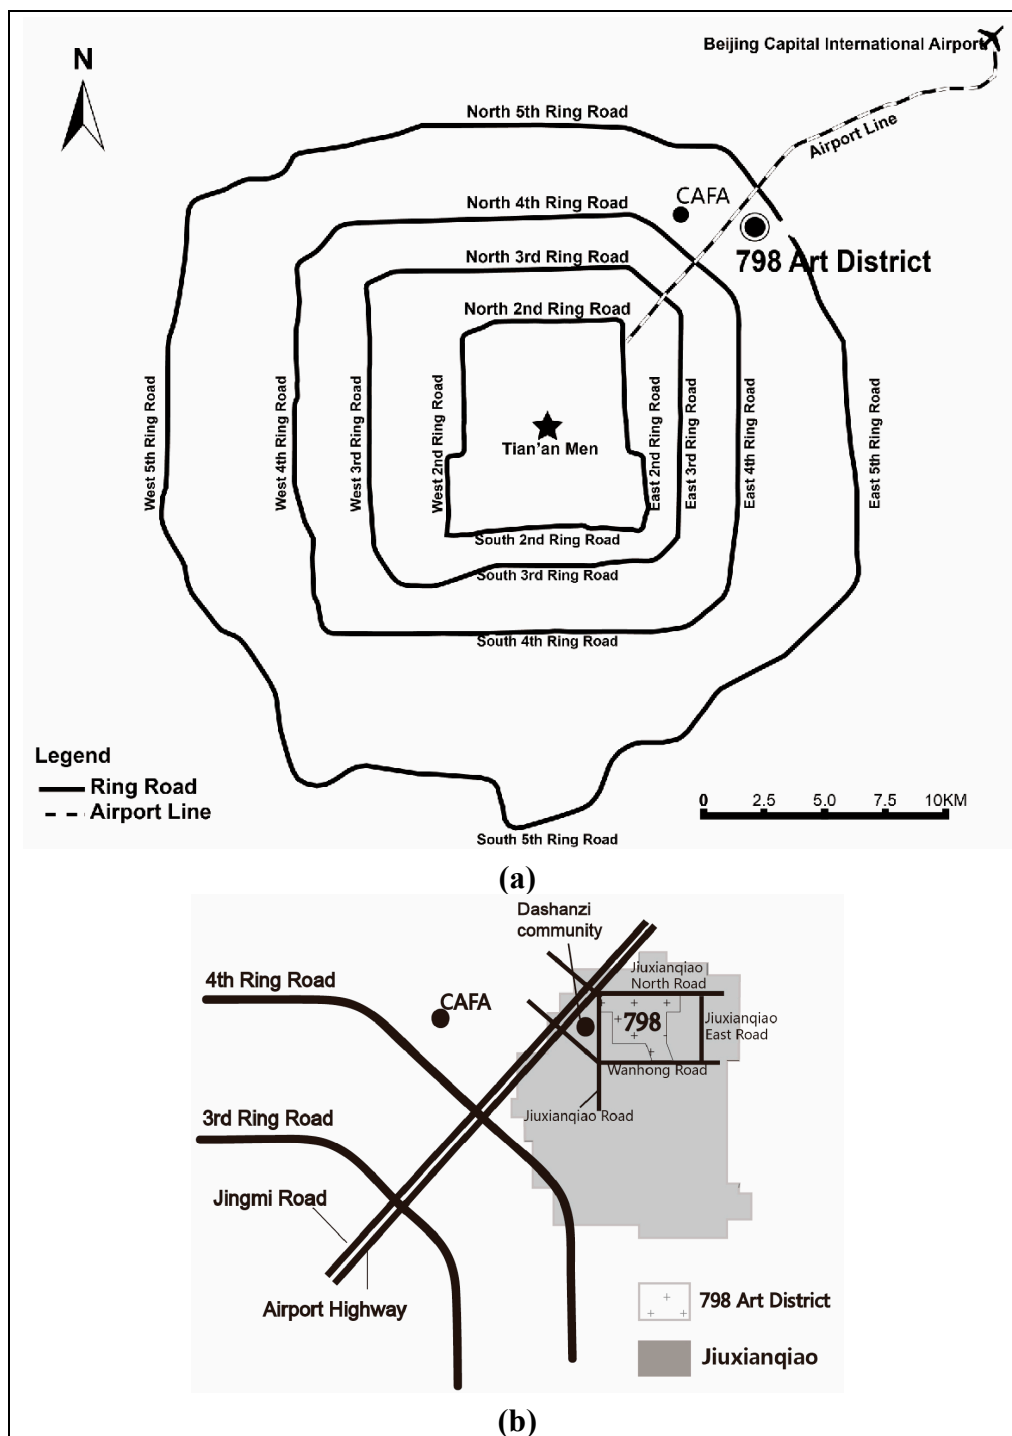 Beijing Capital International Airport
N
North 5th Ring Road
Airport Line
CAFA
North 4th Ring Road
798 Art District
North 3rd Ring Road
North 2nd Ring Road
West 5th Ring Road
West 4th Ring Road
West 3rd Ring Road
West 2nd Ring Road
Tian'an Men
East 2nd Ring Road
East 3rd Ring Road
East 4th Ring Road
East 5th Ring Road
South 2nd Ring Road
South 3rd Ring Road
South 4th Ring Road
Legend
Ring Road
Airport Line
0 2.5 5.0 7.5 10KM
South 5th Ring Road
(a)
Dashanzi
community
4th Ring Road
CAFA
Jiuxianqiao
North Road
798
Jiuxianqiao
East Road
Wanhong Road
3rd Ring Road
Jiuxianqiao Road
Jingmi Road
Airport Highway
798 Art District
Jiuxianqiao
(b)